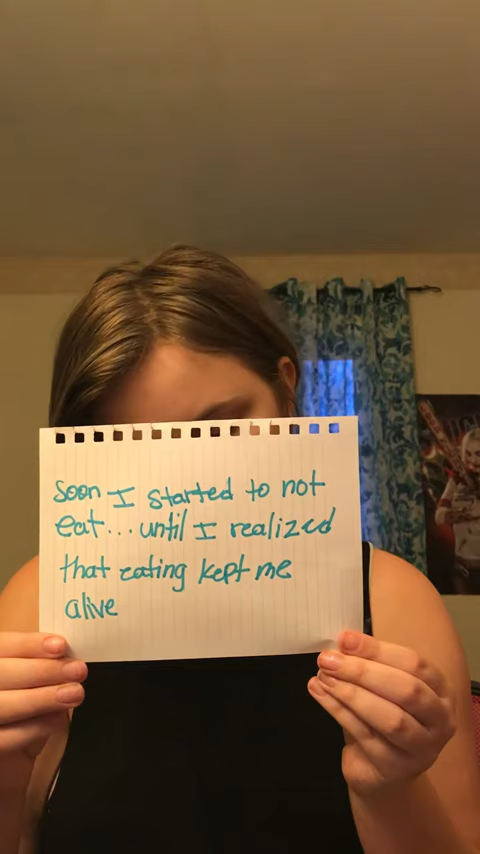 Soon I started to not
eat... until I realized
that eating kept me
alive